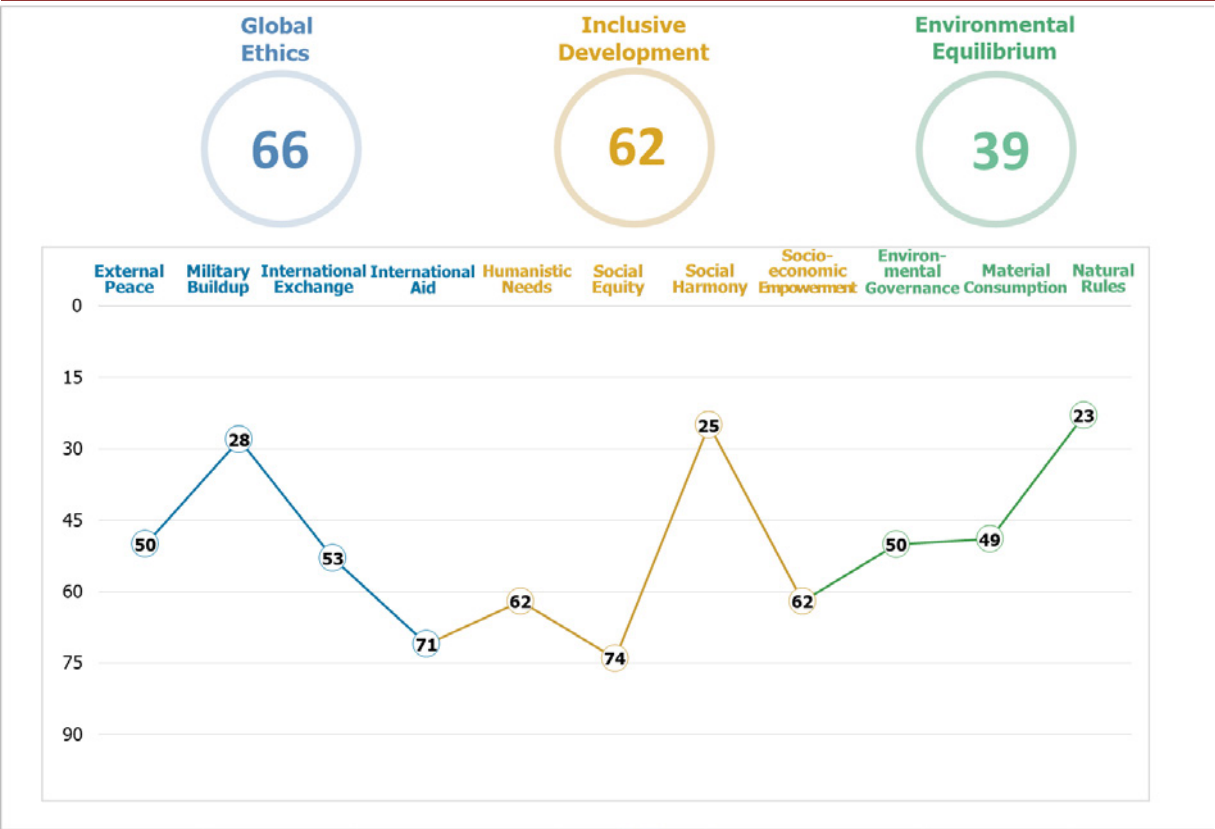 Global
Ethics
66
Inclusive
Development
62
Environmental
Equilibrium
39
External
Peace
Military
Buildup
International
Exchange
International
Aid
Humanistic
Needs
Social
Equity
Social
Harmony
Socio-
economic
Empowerment
Environ-
mental
Governance
Material
Consumption
Natural
Rules
0
15
30
45
60
75
90
50
28
53
71
62
74
25
62
50
49
23